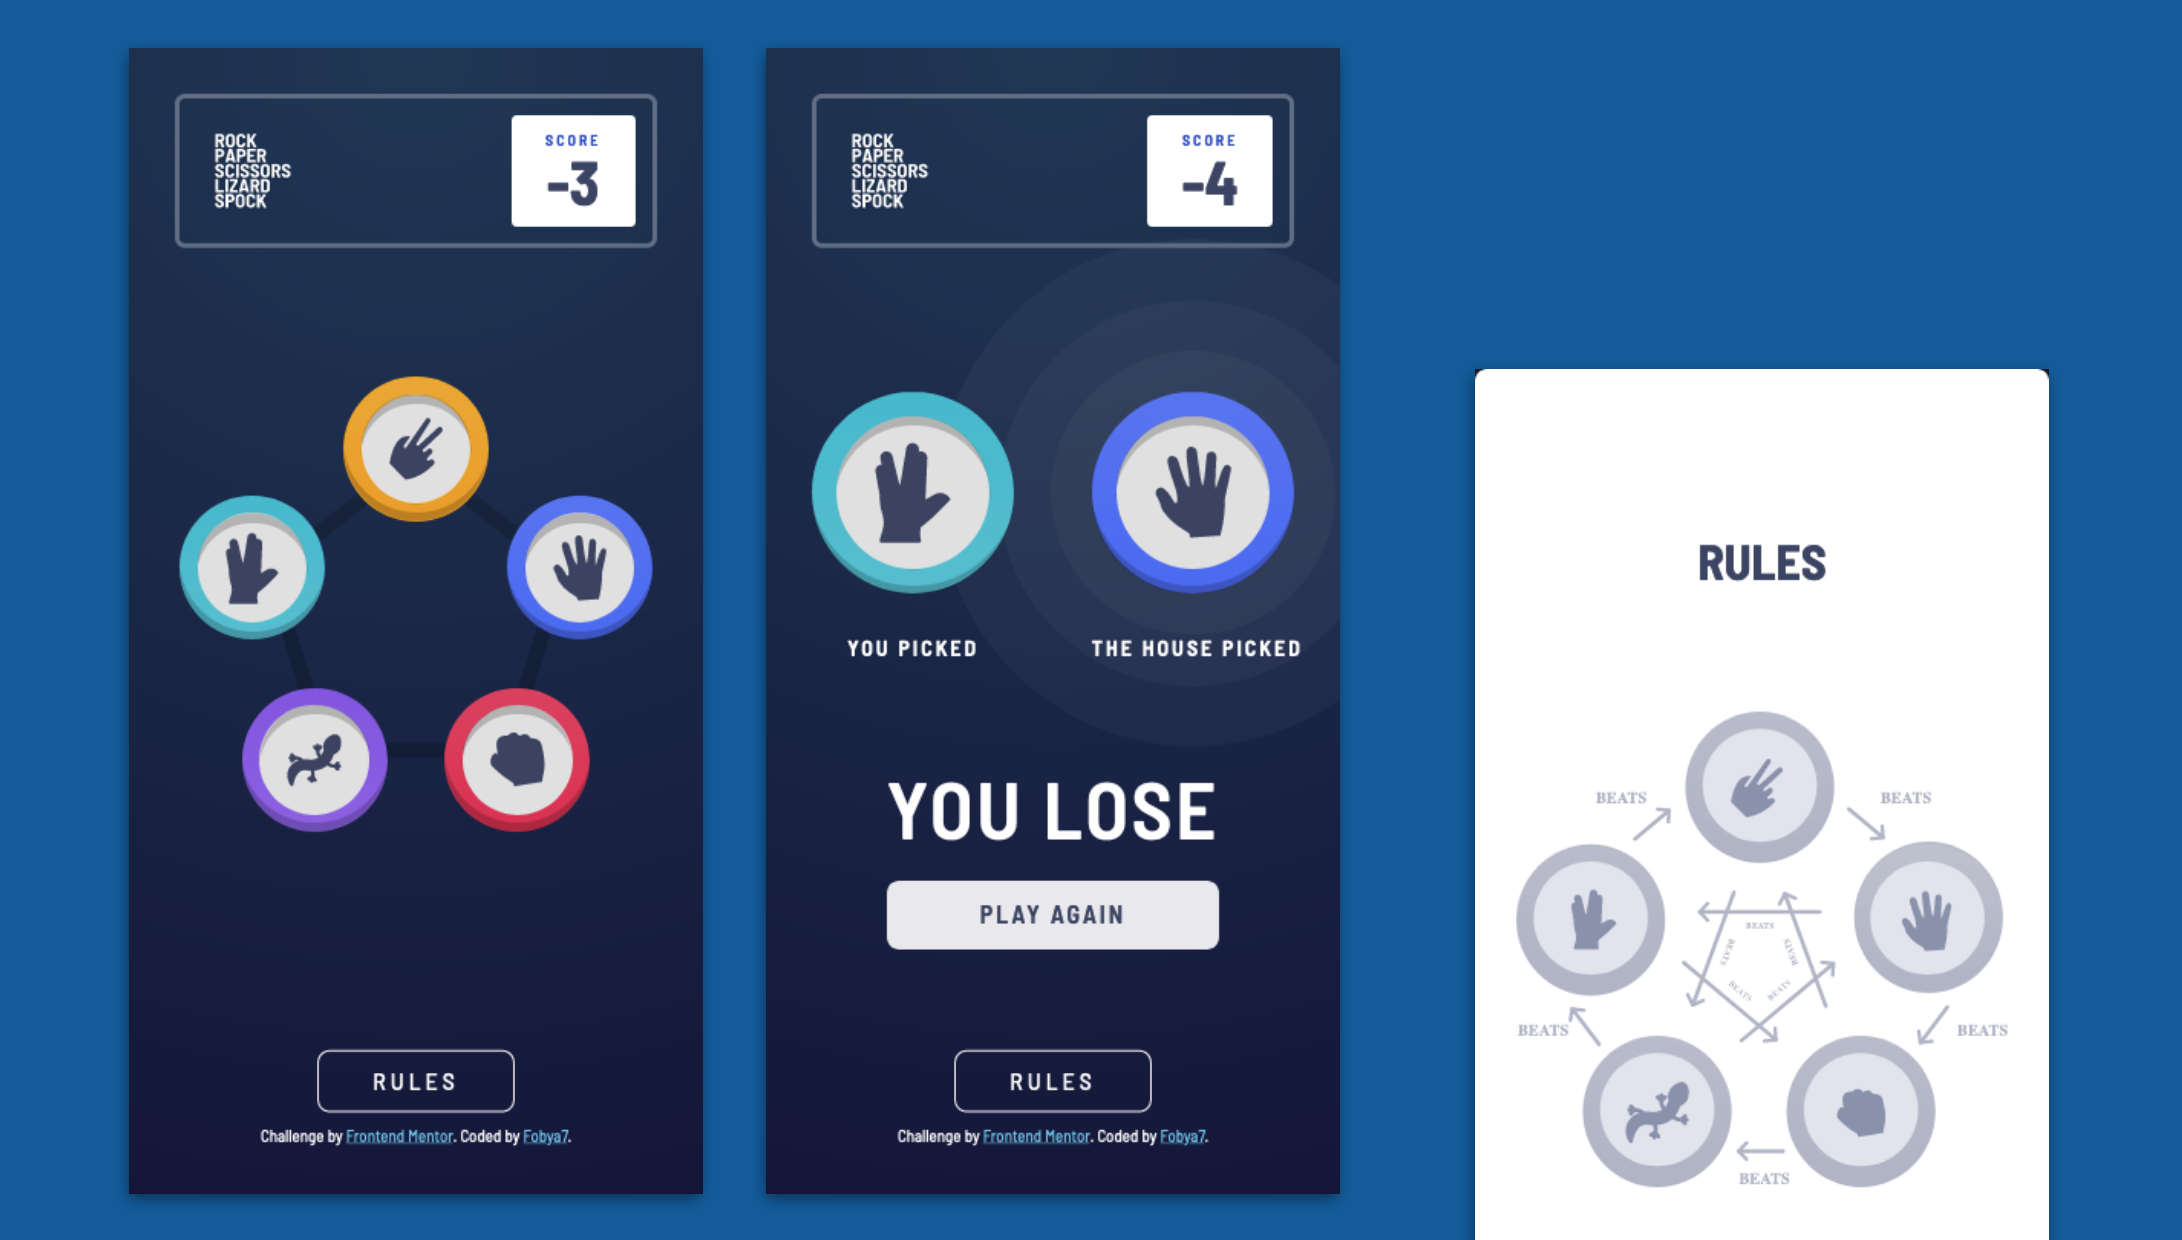 ROCK
PAPER
SCISSORS
LIZARD
SPOCK
SCORE
-3
RULES
Challenge by Frontend Mentor. Coded by Fobya7.
ROCK
PAPER
SCISSORS
LIZARD
SPOCK
SCORE
-4
YOU PICKED
THE HOUSE PICKED
YOU LOSE
PLAY AGAIN
RULES
Challenge by Frontend Mentor. Coded by Fobya7.
RULES
BEATS
BEATS
BEATS
BEATS
BEATS
BEATS
BEATS
BEATS
BEATS
BEATS